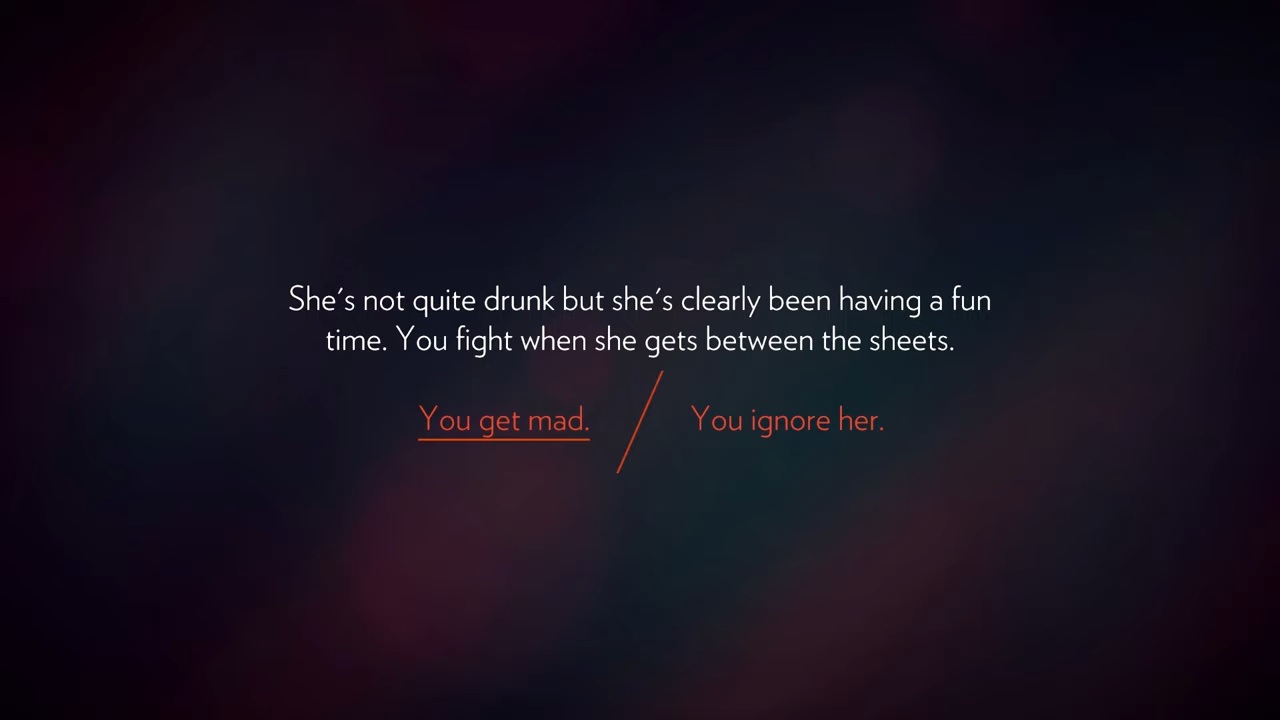 She's not quite drunk but she's clearly been having a fun
time. You fight when she gets between the sheets.
You get mad. / You ignore her.